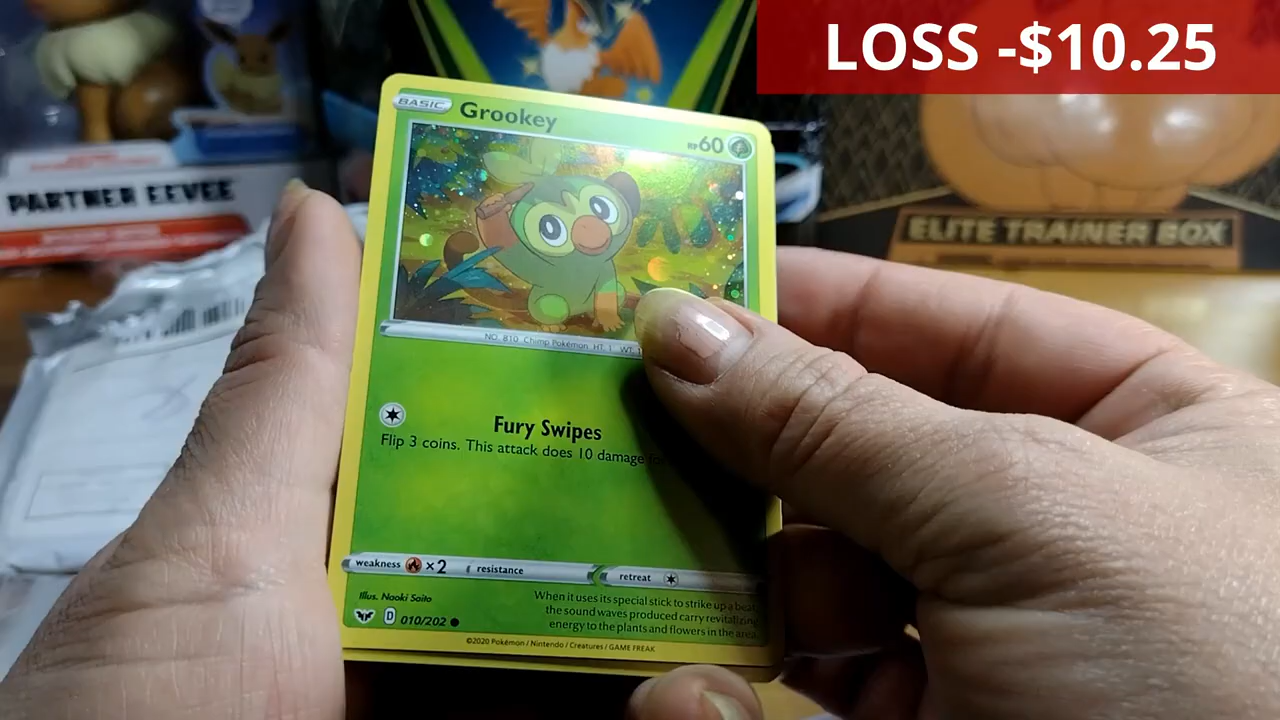 LOSS -$10.25
BASIC Grookey
HP 60
PARTNER EEVEE
ELITE TRAINER BOX
NO. 810 Chimp Pokémon HT. WT.
Fury Swipes
Flip 3 coins. This attack does 10 damage
weakness ×2 resistance retreat
Illus. Naoki Saito
When it uses its special stick to strike up a beat,
the sound waves produced carry revitalizing
energy to the plants and flowers in the area.
D 010/202
©2020 Pokémon / Nintendo / Creatures / GAME FREAK